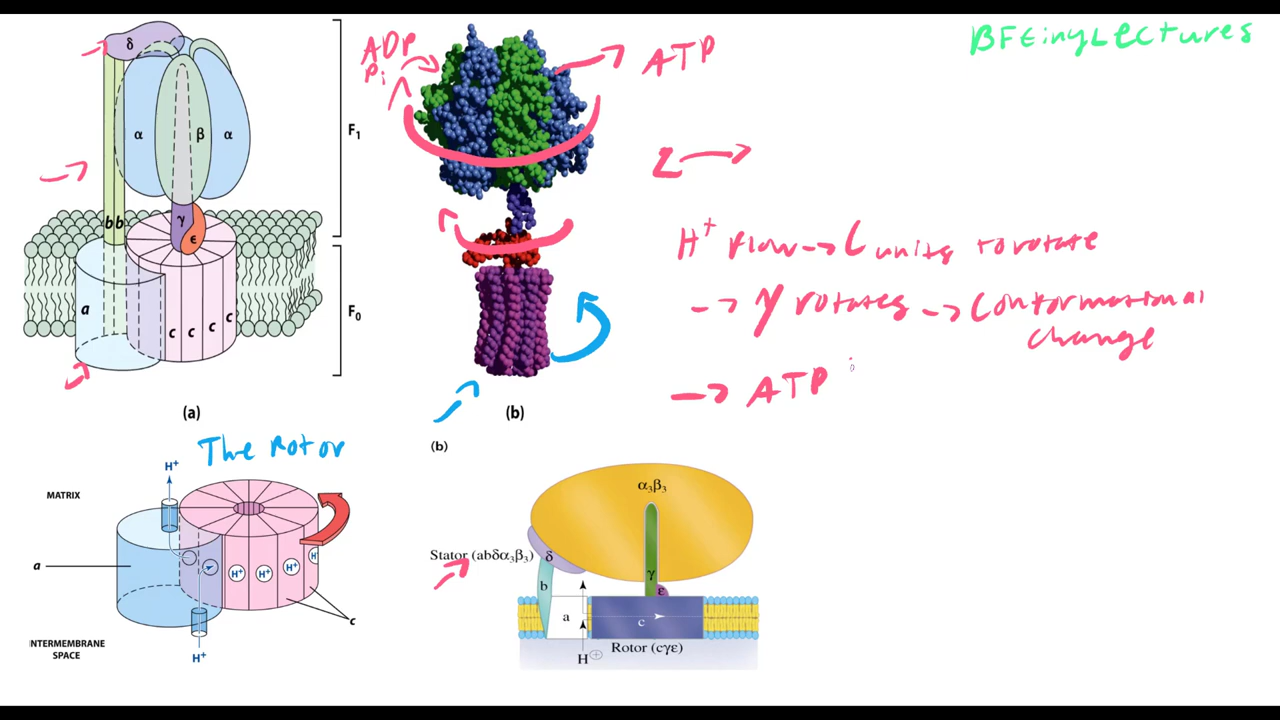 BFEinyLectures
δ
α
β
α
F1
bb
γ
ε
a
c
c
c
c
F0
(a)
ADP
Pi
ATP
(b)
H+ flow → C units to rotate
→ γ rotates → Conformational
change
→ ATP
The Rotor
H+
MATRIX
a
H+
H+
H+
H+
c
INTERMEMBRANE
SPACE
H+
(b)
α3β3
Stator (abδα3β3)
δ
b
γ
ε
a
c
H+
Rotor (cγε)